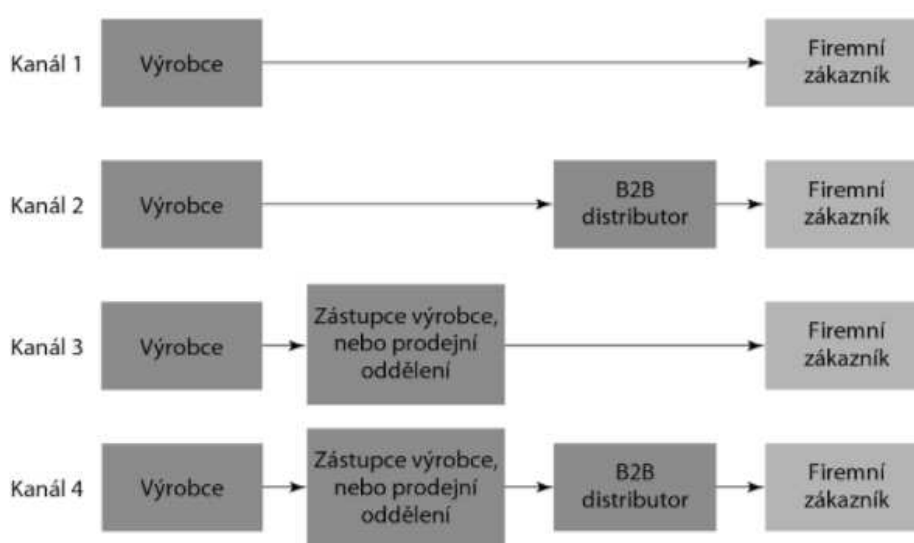 Kanál 1
Výrobce
Firemní
zákazník
Kanál 2
Výrobce
B2B
distributor
Firemní
zákazník
Kanál 3
Výrobce
Zástupce výrobce,
nebo prodejní
oddělení
Firemní
zákazník
Kanál 4
Výrobce
Zástupce výrobce,
nebo prodejní
oddělení
B2B
distributor
Firemní
zákazník